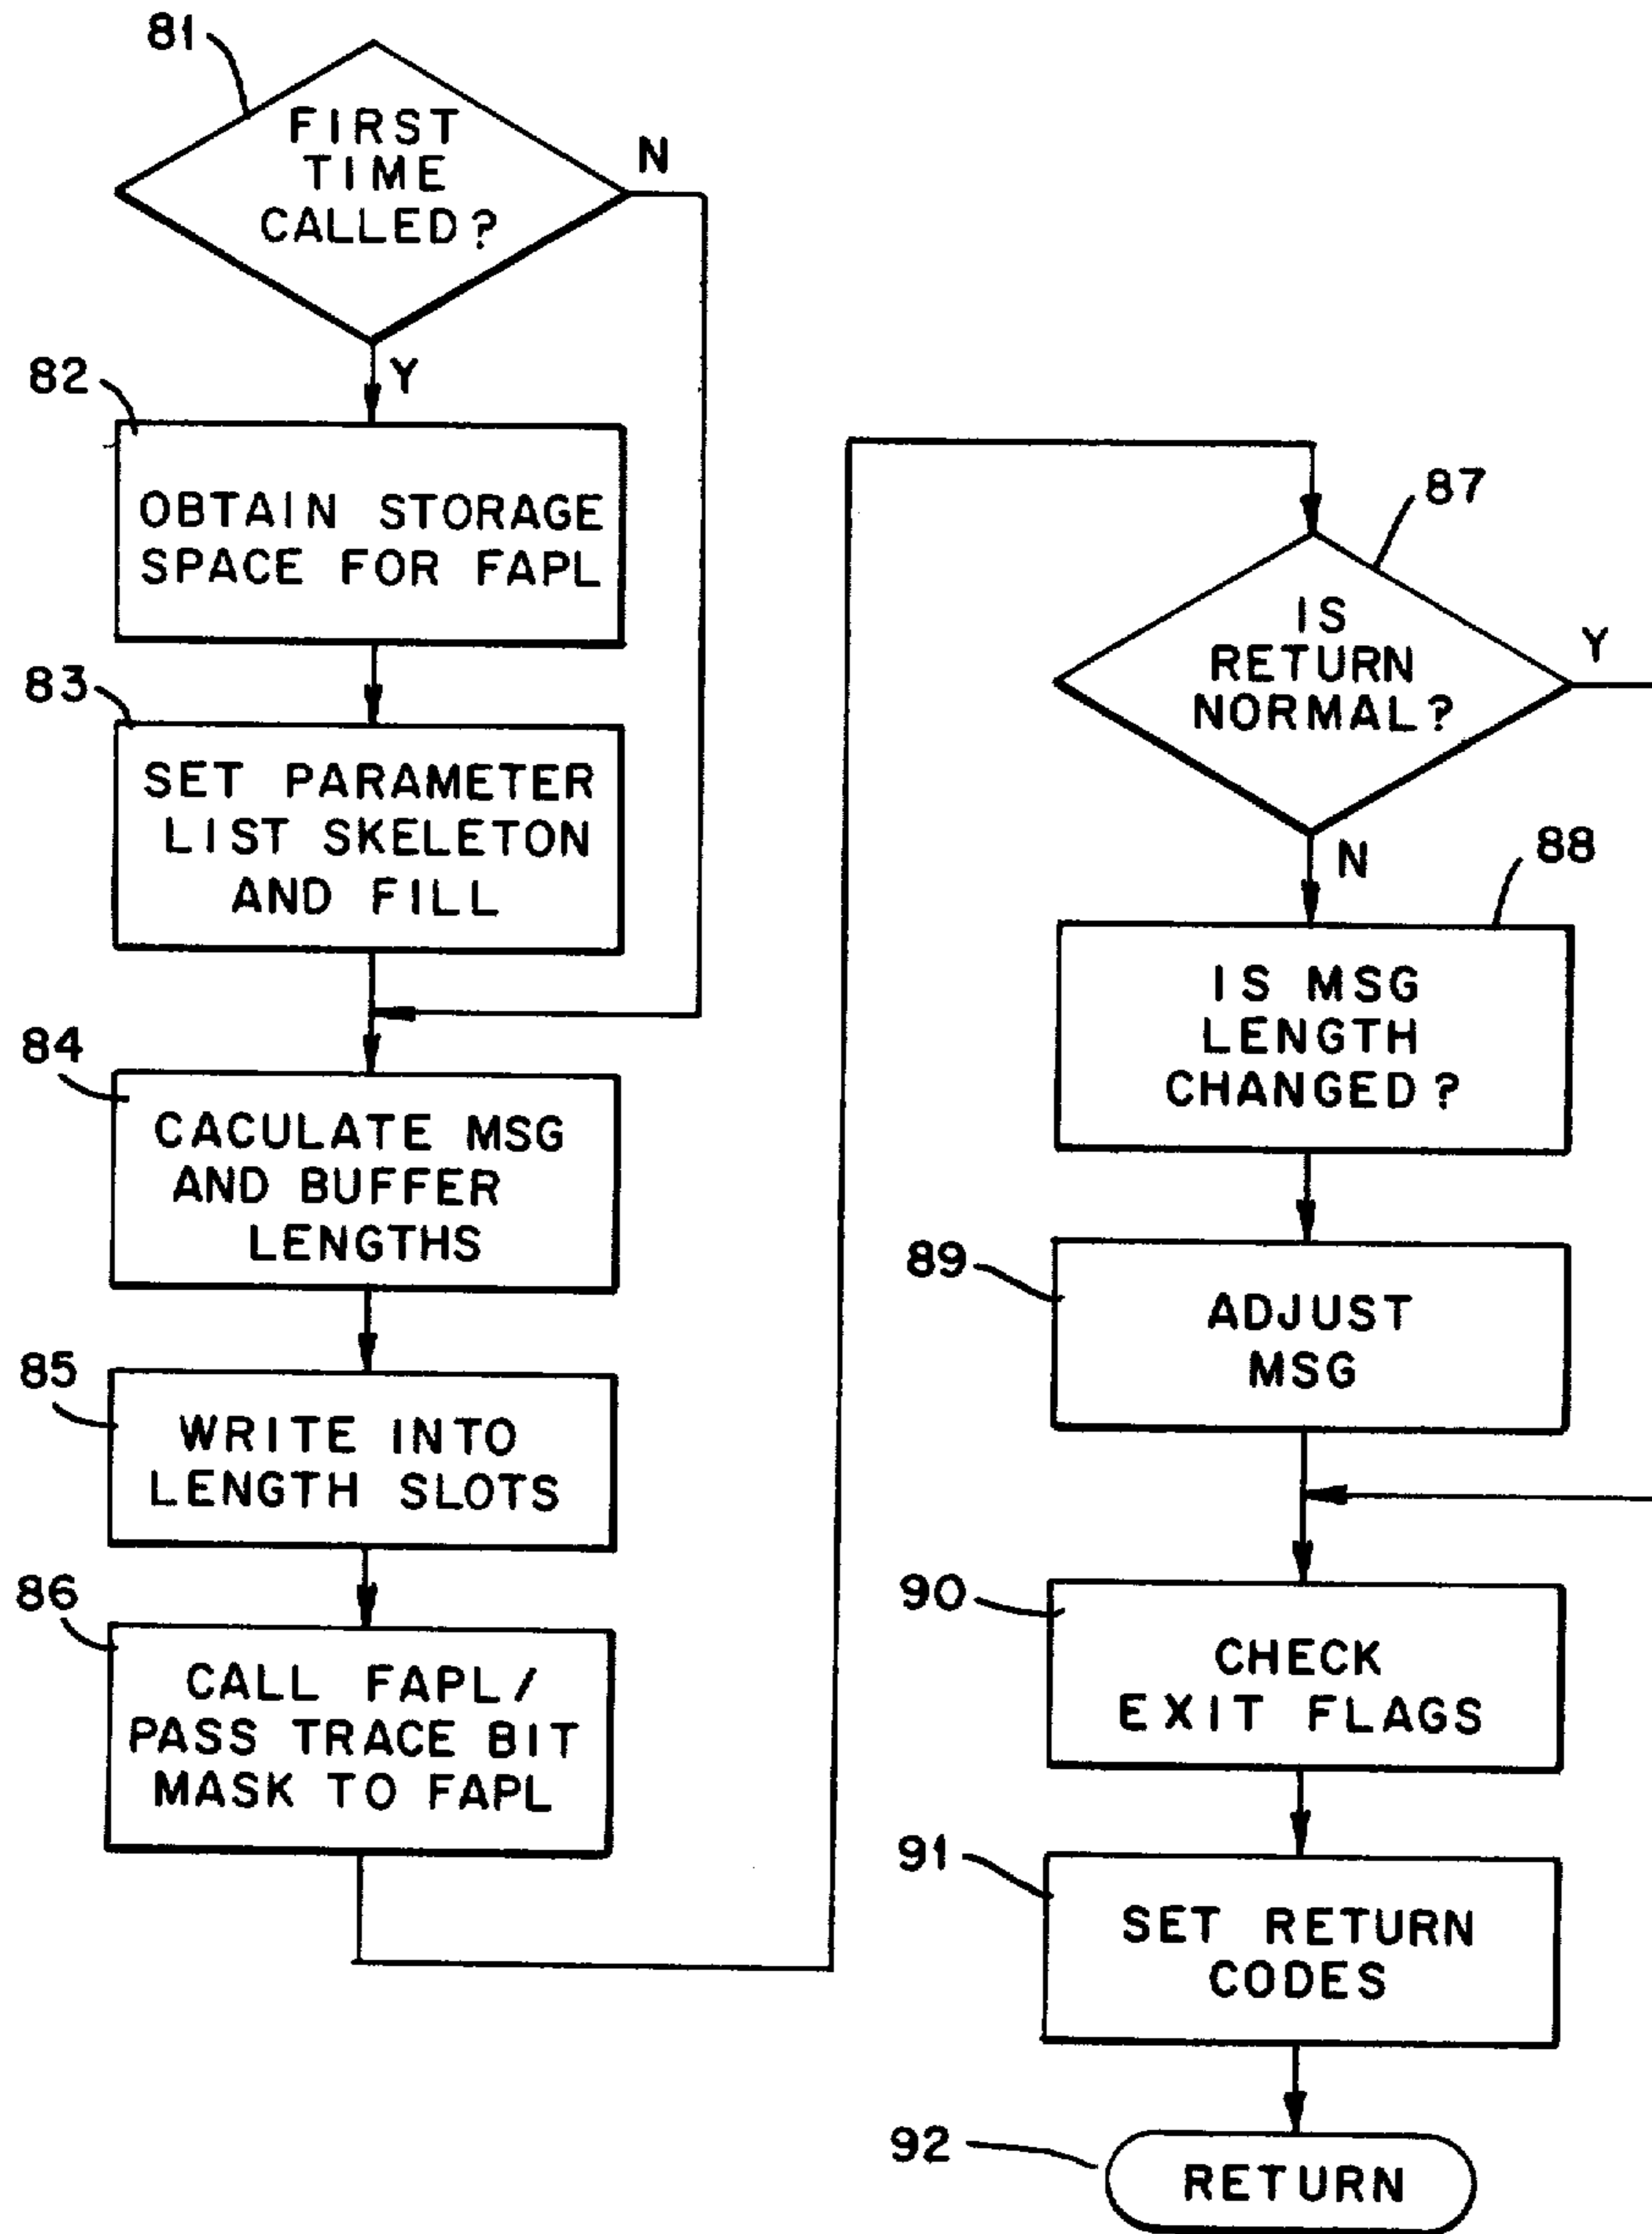 81
FIRST
TIME
CALLED?
N
Y
82
OBTAIN STORAGE
SPACE FOR FAPL
83
SET PARAMETER
LIST SKELETON
AND FILL
84
CACULATE MSG
AND BUFFER
LENGTHS
85
WRITE INTO
LENGTH SLOTS
86
CALL FAPL/
PASS TRACE BIT
MASK TO FAPL
87
IS
RETURN
NORMAL?
Y
N
88
IS MSG
LENGTH
CHANGED?
89
ADJUST
MSG
90
CHECK
EXIT FLAGS
91
SET RETURN
CODES
92
RETURN